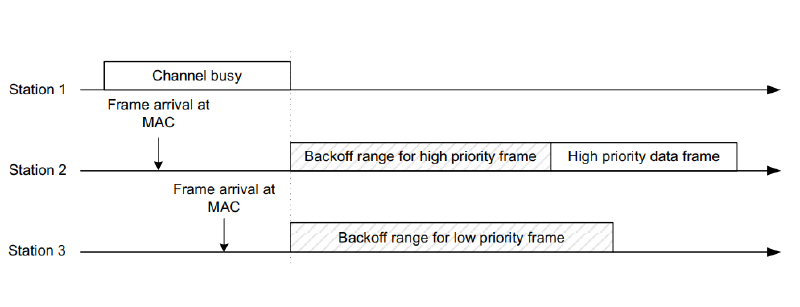 Channel busy
Station 1
Frame arrival at
MAC
Backoff range for high priority frame
High priority data frame
Station 2
Frame arrival at
MAC
Backoff range for low priority frame
Station 3